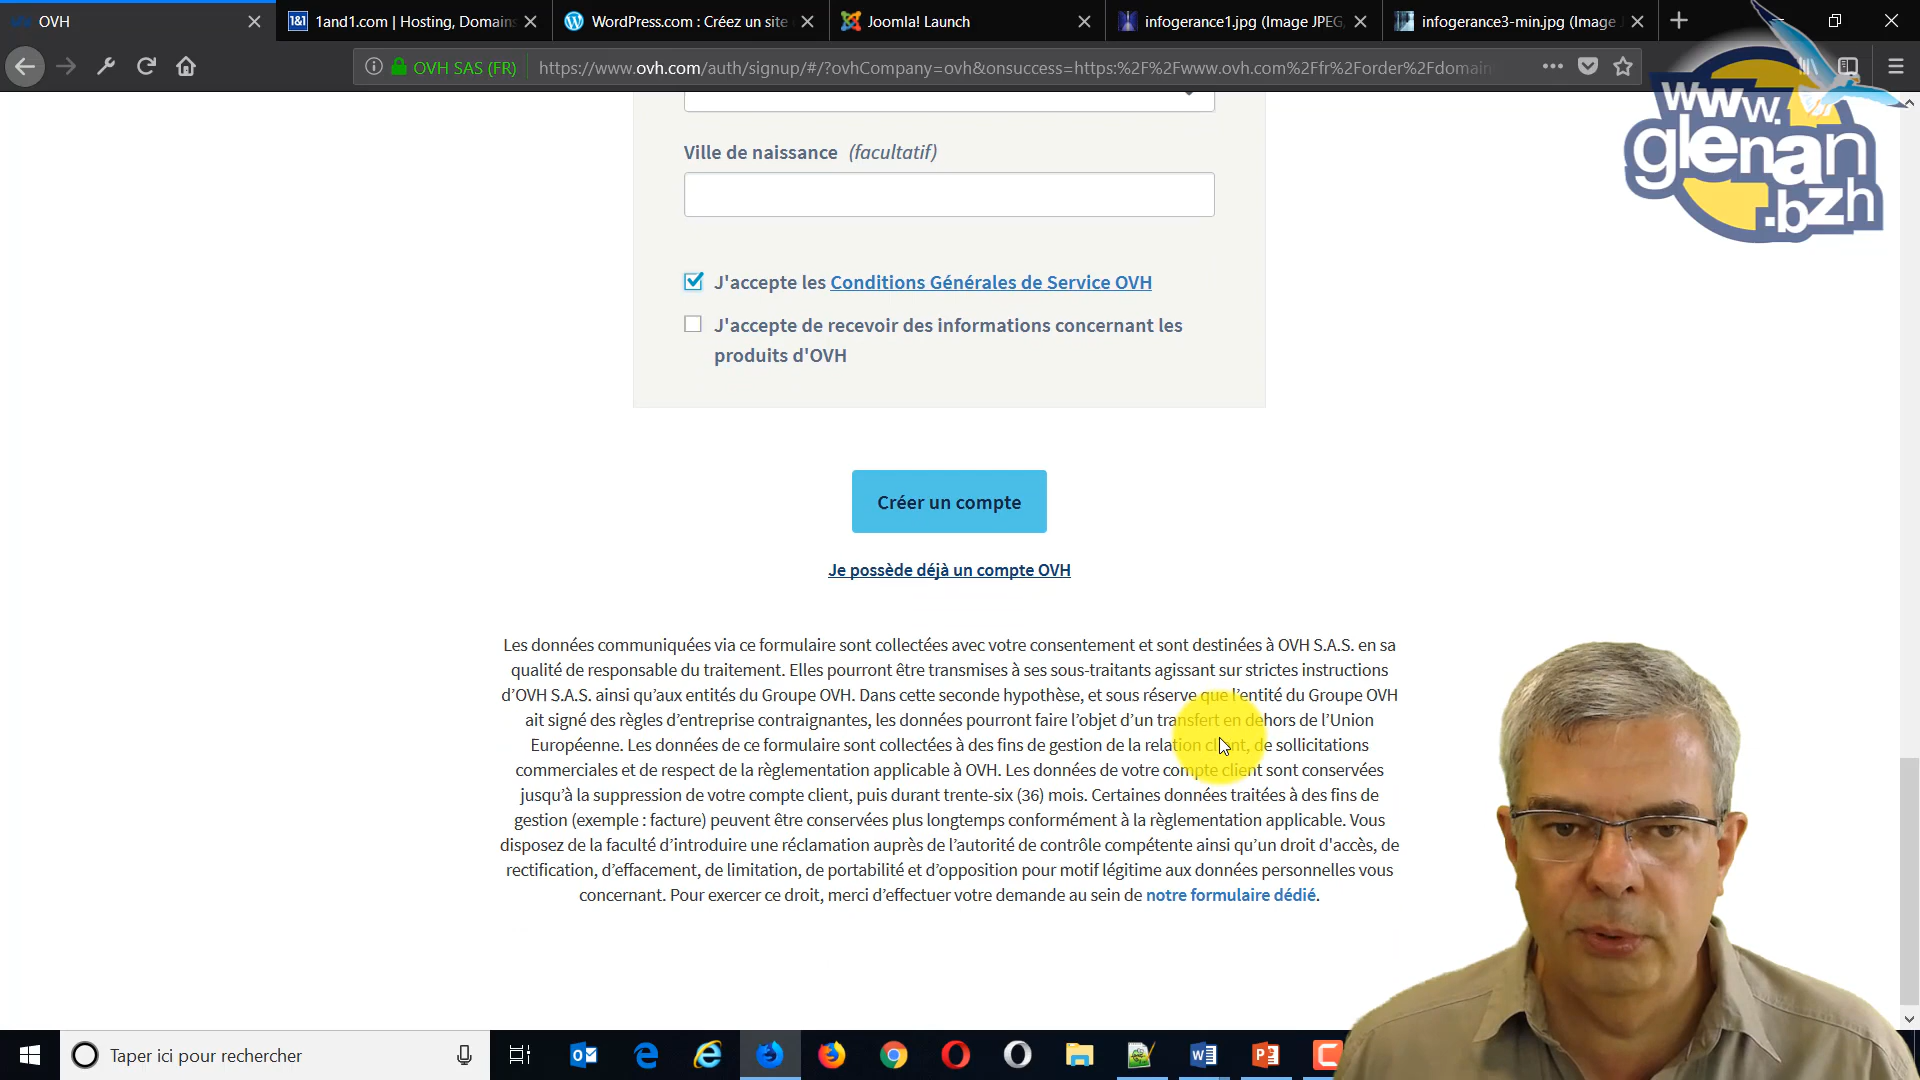 OVH
1&1
1and1.com | Hosting, Domains
WordPress.com : Créez un site
Joomla! Launch
infogerance1.jpg (Image JPEG,
infogerance3-min.jpg (Image J
OVH SAS (FR)
https://www.ovh.com/auth/signup/#/?ovhCompany=ovh&onsuccess=https:%2F%2Fwww.ovh.com%2Ffr%2Forder%2Fdomain
www.
glenan
.bzh
Ville de naissance (facultatif)
J'accepte les Conditions Générales de Service OVH
J'accepte de recevoir des informations concernant les
produits d'OVH
Créer un compte
Je possède déjà un compte OVH
Les données communiquées via ce formulaire sont collectées avec votre consentement et sont destinées à OVH S.A.S. en sa
qualité de responsable du traitement. Elles pourront être transmises à ses sous-traitants agissant sur strictes instructions
d’OVH S.A.S. ainsi qu’aux entités du Groupe OVH. Dans cette seconde hypothèse, et sous réserve que l’entité du Groupe OVH
ait signé des règles d’entreprise contraignantes, les données pourront faire l’objet d’un transfert en dehors de l’Union
Européenne. Les données de ce formulaire sont collectées à des fins de gestion de la relation client, de sollicitations
commerciales et de respect de la règlementation applicable à OVH. Les données de votre compte client sont conservées
jusqu’à la suppression de votre compte client, puis durant trente-six (36) mois. Certaines données traitées à des fins de
gestion (exemple : facture) peuvent être conservées plus longtemps conformément à la règlementation applicable. Vous
disposez de la faculté d’introduire une réclamation auprès de l’autorité de contrôle compétente ainsi qu’un droit d'accès, de
rectification, d’effacement, de limitation, de portabilité et d’opposition pour motif légitime aux données personnelles vous
concernant. Pour exercer ce droit, merci d’effectuer votre demande au sein de notre formulaire dédié.
Taper ici pour rechercher